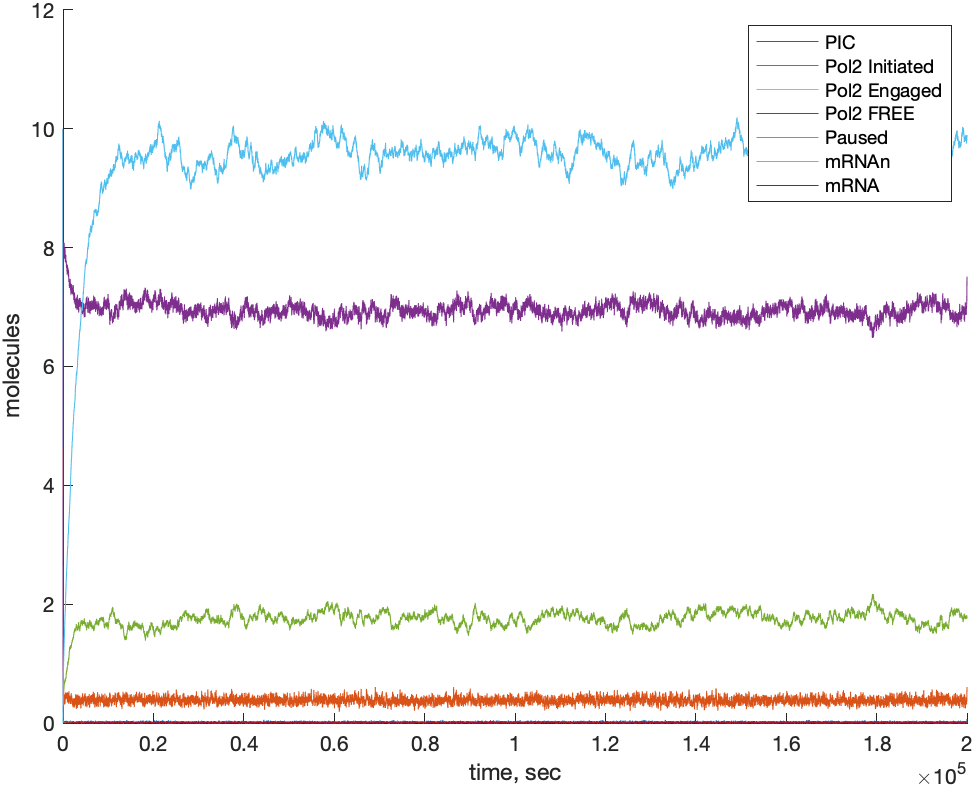 12
10
8
6
4
2
0
molecules
PIC
Pol2 Initiated
Pol2 Engaged
Pol2 FREE
Paused
mRNAn
mRNA
0 0.2 0.4 0.6 0.8 1 1.2 1.4 1.6 1.8 2
time, sec
×10⁵